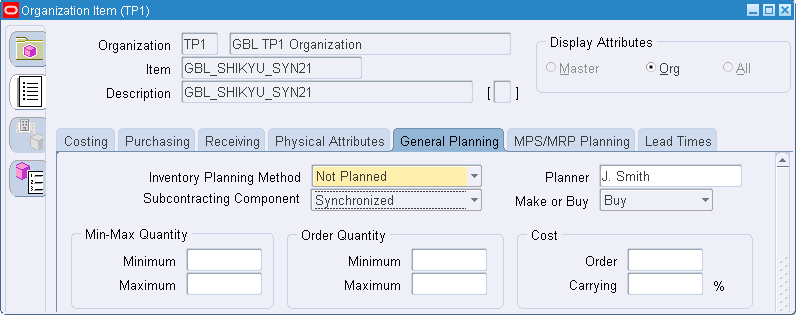 Organization Item (TP1)
Organization TP1 GBL TP1 Organization
Item GBL_SHIKYU_SYN21
Description GBL_SHIKYU_SYN21 [ ]
Display Attributes
Master Org All
Costing Purchasing Receiving Physical Attributes General Planning MPS/MRP Planning Lead Times
Inventory Planning Method Not Planned Planner J. Smith
Subcontracting Component Synchronized Make or Buy Buy
Min-Max Quantity Order Quantity Cost
Minimum Minimum Order
Maximum Maximum Carrying %